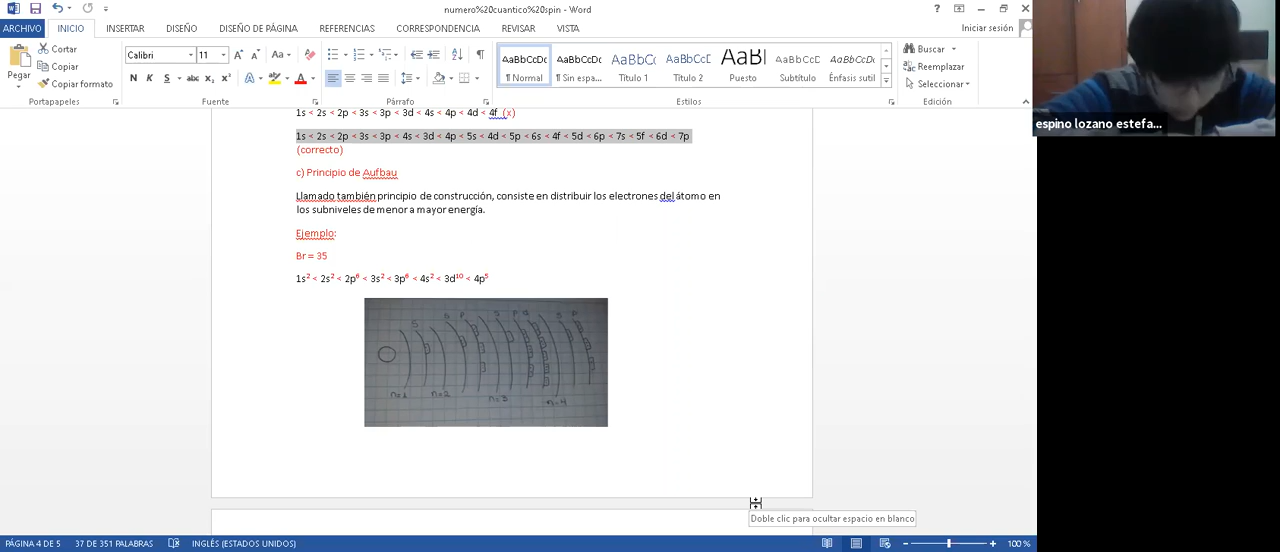 numero%20cuantico%20spin - Word
ARCHIVO INICIO INSERTAR DISEÑO DISEÑO DE PÁGINA REFERENCIAS CORRESPONDENCIA REVISAR VISTA Iniciar sesión
Pegar
Cortar
Copiar
Copiar formato
Portapapeles
Calibri 11
N K S abc x₂ x²
Fuente
Párrafo
AaBbCcDc AaBbCcDc AaBbCc AaBbCcC AaBl AaBbCcD AaBbCcDc
¶ Normal ¶ Sin espa... Título 1 Título 2 Puesto Subtítulo Énfasis sutil
Estilos
Buscar
Reemplazar
Seleccionar
Edición
espino lozano estefa...
1s < 2s < 2p < 3s < 3p < 3d < 4s < 4p < 4d < 4f (x)
1s < 2s < 2p < 3s < 3p < 4s < 3d < 4p < 5s < 4d < 5p < 6s < 4f < 5d < 6p < 7s < 5f < 6d < 7p
(correcto)
c) Principio de Aufbau
Llamado también principio de construcción, consiste en distribuir los electrones del átomo en
los subniveles de menor a mayor energía.
Ejemplo:
Br = 35
1s² < 2s² < 2p⁶ < 3s² < 3p⁶ < 4s² < 3d¹⁰ < 4p⁵
n=1 n=2 n=3 n=4
Doble clic para ocultar espacio en blanco
PÁGINA 4 DE 5 37 DE 351 PALABRAS INGLÉS (ESTADOS UNIDOS) 100 %